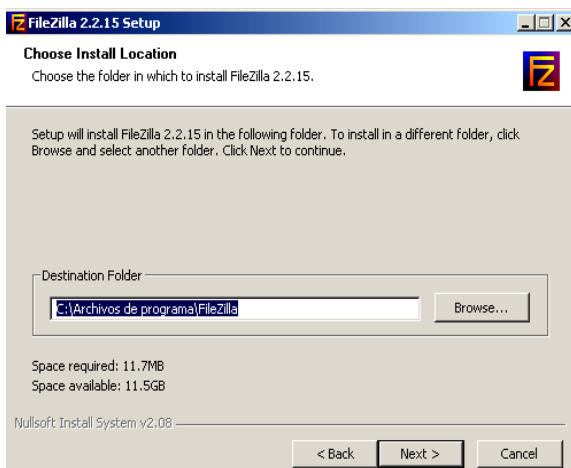 FileZilla 2.2.15 Setup
Choose Install Location
Choose the folder in which to install FileZilla 2.2.15.
FZ
Setup will install FileZilla 2.2.15 in the following folder. To install in a different folder, click
Browse and select another folder. Click Next to continue.
Destination Folder
C:\Archivos de programa\FileZilla
Browse...
Space required: 11.7MB
Space available: 11.5GB
Nullsoft Install System v2.08
< Back
Next >
Cancel